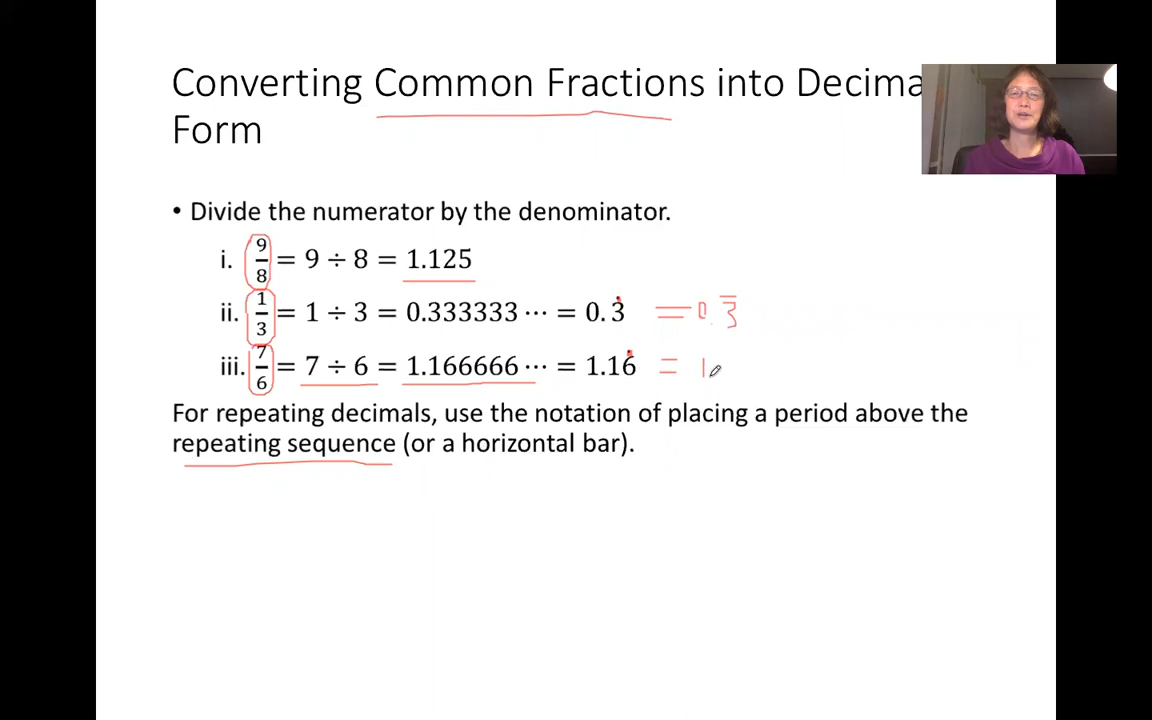 Converting Common Fractions into Decima
Form
• Divide the numerator by the denominator.
i. 9/8 = 9 ÷ 8 = 1.125
ii. 1/3 = 1 ÷ 3 = 0.333333 ⋯ = 0.3̇ = 0.3̅
iii. 7/6 = 7 ÷ 6 = 1.166666 ⋯ = 1.16̇ = 1
For repeating decimals, use the notation of placing a period above the
repeating sequence (or a horizontal bar).